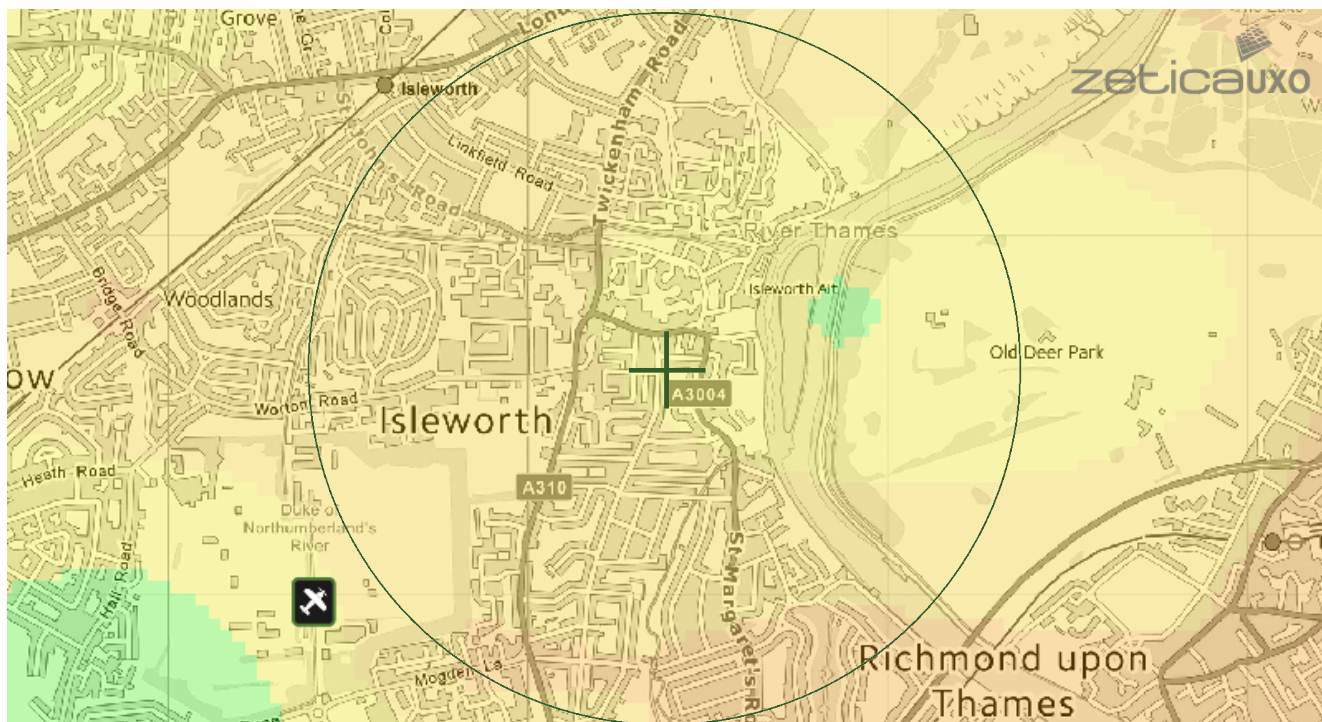 Grove
Isleworth
Twickenham Road
Linkfield Road
St John's Road
zeticauxo
River Thames
Isleworth Ait
Woodlands
Bridge Road
Old Deer Park
A3004
Isleworth
Worton Road
Heath Road
A310
Duke of
Northumberland's
River
Hall Road
St Margaret's Ro
Mogden La
Richmond upon
Thames